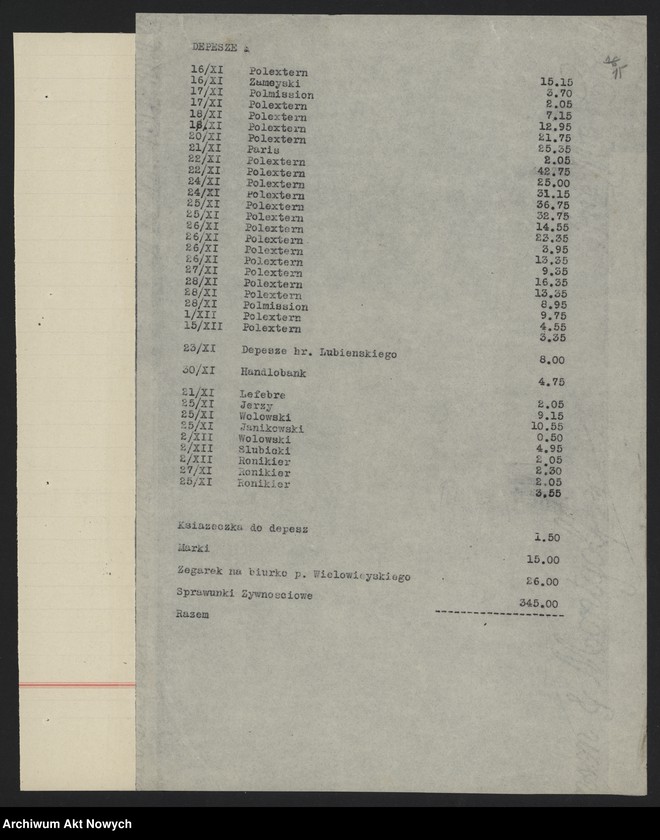 DEPESZE :
16/XI Polextern 15.15
16/XI Zamoyski 3.70
17/XI Polmission 2.05
17/XI Polextern 7.15
18/XI Polextern 12.95
18/XI Polextern 21.75
20/XI Polextern 25.35
21/XI Paris 2.05
22/XI Polextern 42.75
22/XI Polextern 25.00
24/XI Polextern 31.15
24/XI Polextern 36.75
25/XI Polextern 32.75
25/XI Polextern 14.55
26/XI Polextern 23.35
26/XI Polextern 3.95
26/XI Polextern 13.35
26/XI Polextern 9.35
27/XI Polextern 16.35
28/XI Polextern 13.35
28/XI Polextern 8.95
28/XI Polmission 9.75
1/XII Polextern 4.55
15/XII Polextern 3.35
23/XI Depesze hr. Lubienskiego 8.00
30/XI Handlobank 4.75
21/XI Lefebre 2.05
25/XI Jerzy 9.15
25/XI Wolowski 10.55
25/XI Janikowski 0.50
2/XII Wolowski 4.95
2/XII Slubicki 2.05
2/XII Ronikier 2.30
27/XI Ronikier 2.05
25/XI Ronikier 3.55
Ksiazeczka do depesz 1.50
Marki 15.00
Zegarek na biurko p. Wielowieyskiego 26.00
Sprawunki Zywnosciowe 345.00
Razem
Archiwum Akt Nowych